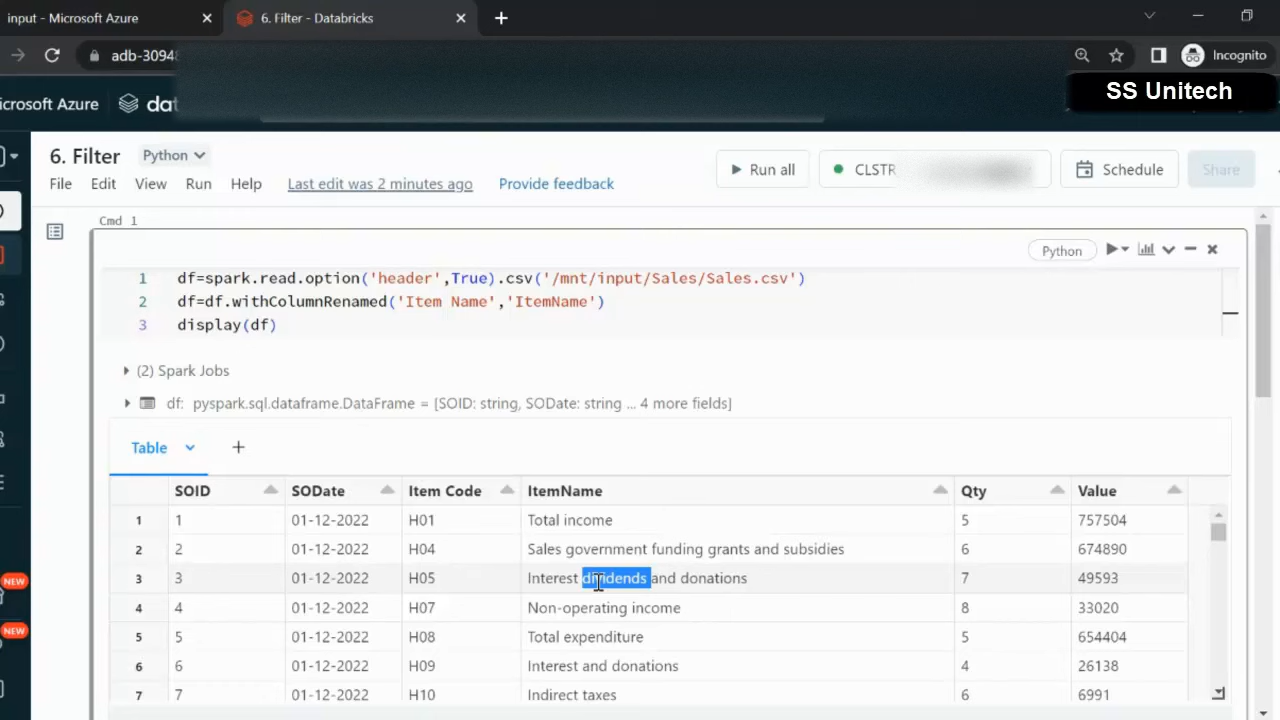 input - Microsoft Azure
6. Filter - Databricks
adb-3094
Incognito
icrosoft Azure
dat
SS Unitech
6. Filter Python
Run all
CLSTR
Schedule
Share
File Edit View Run Help Last edit was 2 minutes ago Provide feedback
Cmd 1
Python
1 df=spark.read.option('header',True).csv('/mnt/input/Sales/Sales.csv')
2 df=df.withColumnRenamed('Item Name','ItemName')
3 display(df)
(2) Spark Jobs
df: pyspark.sql.dataframe.DataFrame = [SOID: string, SODate: string ... 4 more fields]
Table +
SOID SODate Item Code ItemName Qty Value
1 1 01-12-2022 H01 Total income 5 757504
2 2 01-12-2022 H04 Sales government funding grants and subsidies 6 674890
3 3 01-12-2022 H05 Interest dividends and donations 7 49593
4 4 01-12-2022 H07 Non-operating income 8 33020
5 5 01-12-2022 H08 Total expenditure 5 654404
6 6 01-12-2022 H09 Interest and donations 4 26138
7 7 01-12-2022 H10 Indirect taxes 6 6991
NEW
NEW